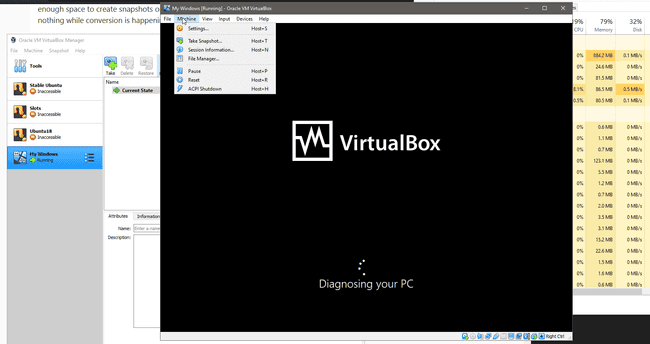 enough space to create snapshots o
nothing while conversion is happeni
Oracle VM VirtualBox Manager
File Machine Snapshot Help
Tools
Stable Ubuntu
Inaccessible
Slots
Inaccessible
Ubuntu18
Inaccessible
My Windows
Running
Take Delete Restore
Name
Current State
Attributes Information
Name: Enter a name
Description:
My Windows [Running] - Oracle VM VirtualBox
File Machine View Input Devices Help
Settings... Host+S
Take Snapshot... Host+T
Session Information... Host+N
File Manager...
Pause Host+P
Reset Host+R
ACPI Shutdown Host+H
VirtualBox
Diagnosing your PC
Right Ctrl
9% 79% 32%
CPU Memory Disk
0% 684.2 MB 0.1 MB/s
0% 24.6 MB 0 MB/s
0% 81.5 MB 0 MB/s
8.1% 86.5 MB 0.5 MB/s
0.5% 80.5 MB 0.1 MB/s
0% 0.6 MB 0 MB/s
0% 1.1 MB 0 MB/s
0% 0.7 MB 0 MB/s
0% 123.1 MB 0 MB/s
0% 5.5 MB 0 MB/s
0% 1.2 MB 0 MB/s
0% 0.7 MB 0 MB/s
0% 2.0 MB 0 MB/s
0% 3.5 MB 0 MB/s
0% 3.1 MB 0 MB/s
0% 13.2 MB 0 MB/s
0% 22.6 MB 0 MB/s
0% 1.5 MB 0 MB/s
0% 1.6 MB 0 MB/s
0% 0.6 MB 0 MB/s